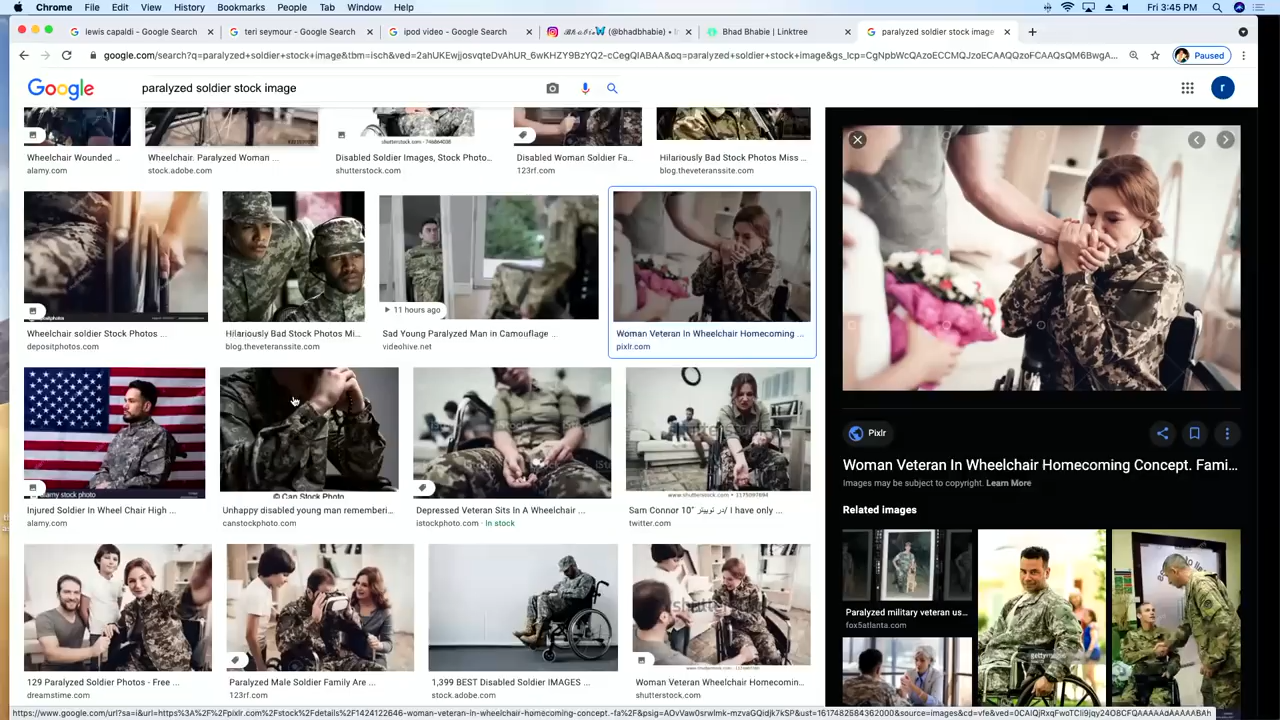 Chrome File Edit View History Bookmarks People Tab Window Help Fri 3:45 PM
lewis capaldi - Google Search teri seymour - Google Search ipod video - Google Search (@bhadbhabie) • Bhad Bhabie | Linktree paralyzed soldier stock image
Paused
Google paralyzed soldier stock image r
Wheelchair Wounded ... Wheelchair. Paralyzed Woman ... Disabled Soldier Images, Stock Photo... Disabled Woman Soldier Fa... Hilariously Bad Stock Photos Miss ...
alamy.com stock.adobe.com shutterstock.com 123rf.com blog.theveteranssite.com
11 hours ago
Wheelchair soldier Stock Photos ... Hilariously Bad Stock Photos Mi... Sad Young Paralyzed Man in Camouflage ... Woman Veteran In Wheelchair Homecoming ...
depositphotos.com blog.theveteranssite.com videohive.net pixlr.com
Pixlr
Woman Veteran In Wheelchair Homecoming Concept. Fami...
Images may be subject to copyright. Learn More
alamy stock photo © Can Stock Photo www.shutterstock.com • 1175097694
Injured Soldier In Wheel Chair High ... Unhappy disabled young man rememberi... Depressed Veteran Sits In A Wheelchair ... Sam Connor در توییتر "10/ I have only ...
alamy.com canstockphoto.com istockphoto.com · In stock twitter.com
Related images
Paralyzed military veteran us...
fox5atlanta.com
129 Paralyzed Soldier Photos - Free ... Paralyzed Male Soldier Family Are ... 1,399 BEST Disabled Soldier IMAGES ... Woman Veteran Wheelchair Homecomin...
dreamstime.com 123rf.com stock.adobe.com shutterstock.com